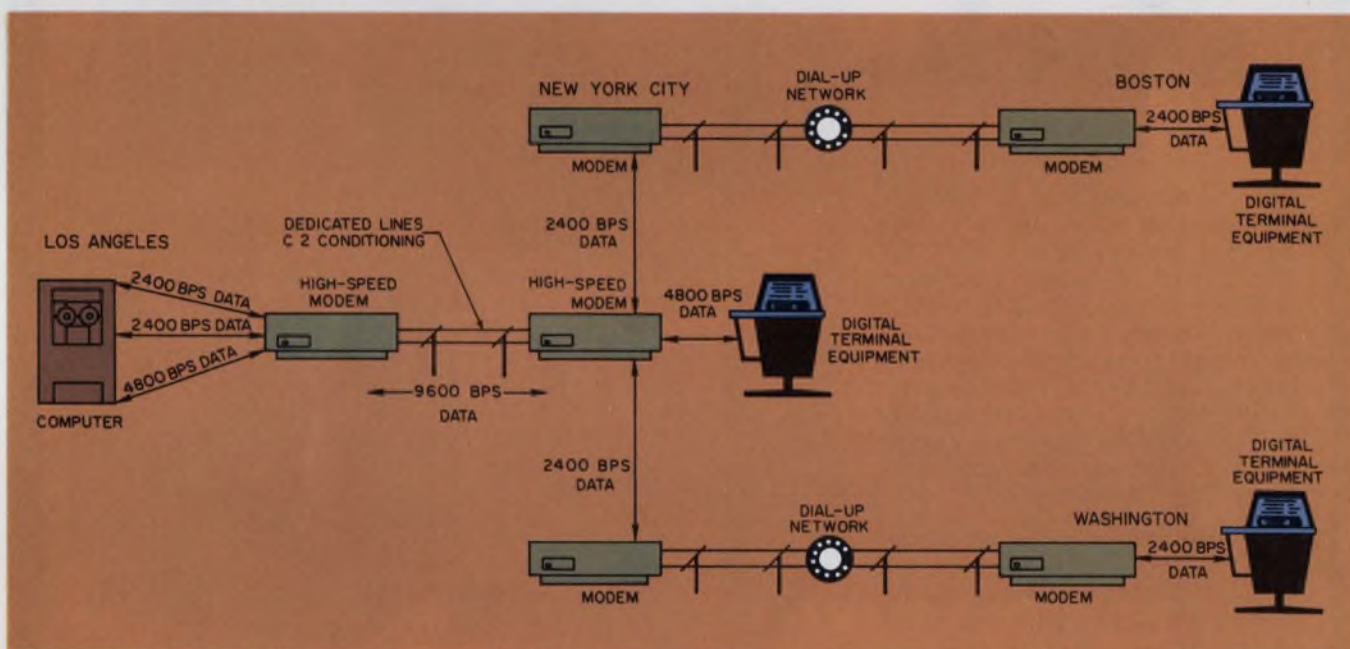 NEW YORK CITY
DIAL-UP
NETWORK
BOSTON
2400 BPS
DATA
MODEM
MODEM
DIGITAL
TERMINAL
EQUIPMENT
2400 BPS
DATA
DEDICATED LINES
C 2 CONDITIONING
LOS ANGELES
2400 BPS DATA
2400 BPS DATA
4800 BPS DATA
COMPUTER
HIGH-SPEED
MODEM
HIGH-SPEED
MODEM
4800 BPS
DATA
DIGITAL
TERMINAL
EQUIPMENT
9600 BPS
DATA
2400 BPS
DATA
DIAL-UP
NETWORK
WASHINGTON
DIGITAL
TERMINAL
EQUIPMENT
2400 BPS
DATA
MODEM
MODEM